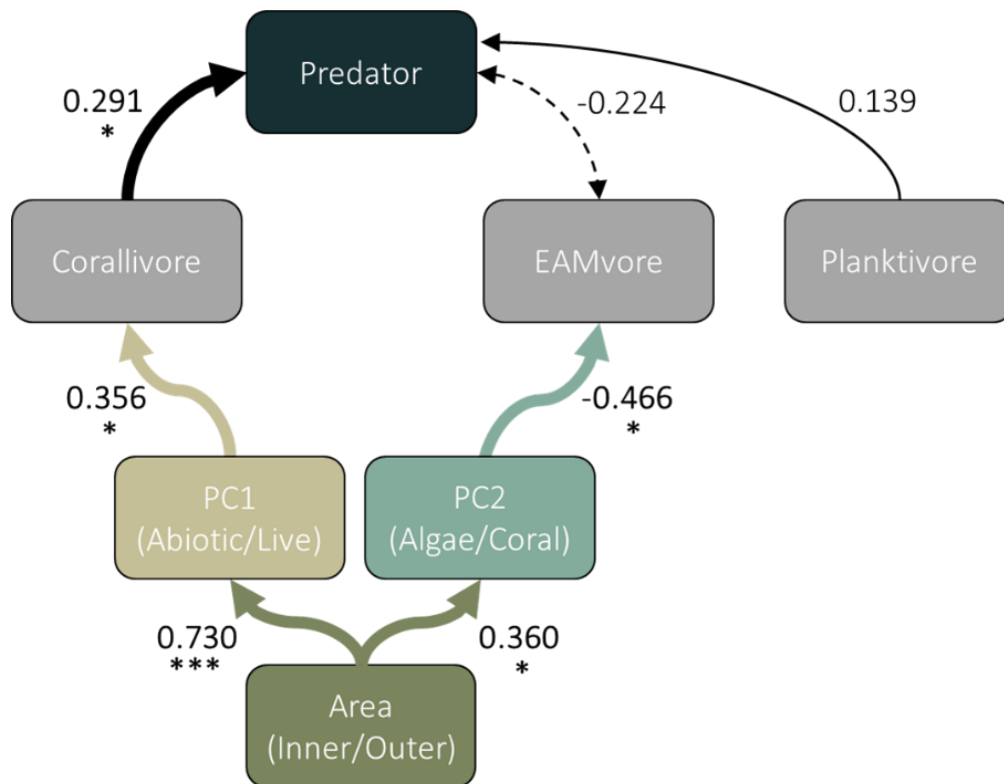 Predator
0.291
*
-0.224
0.139
Corallivore
EAMvore
Planktivore
0.356
*
-0.466
*
PC1
(Abiotic/Live)
PC2
(Algae/Coral)
0.730
***
0.360
*
Area
(Inner/Outer)